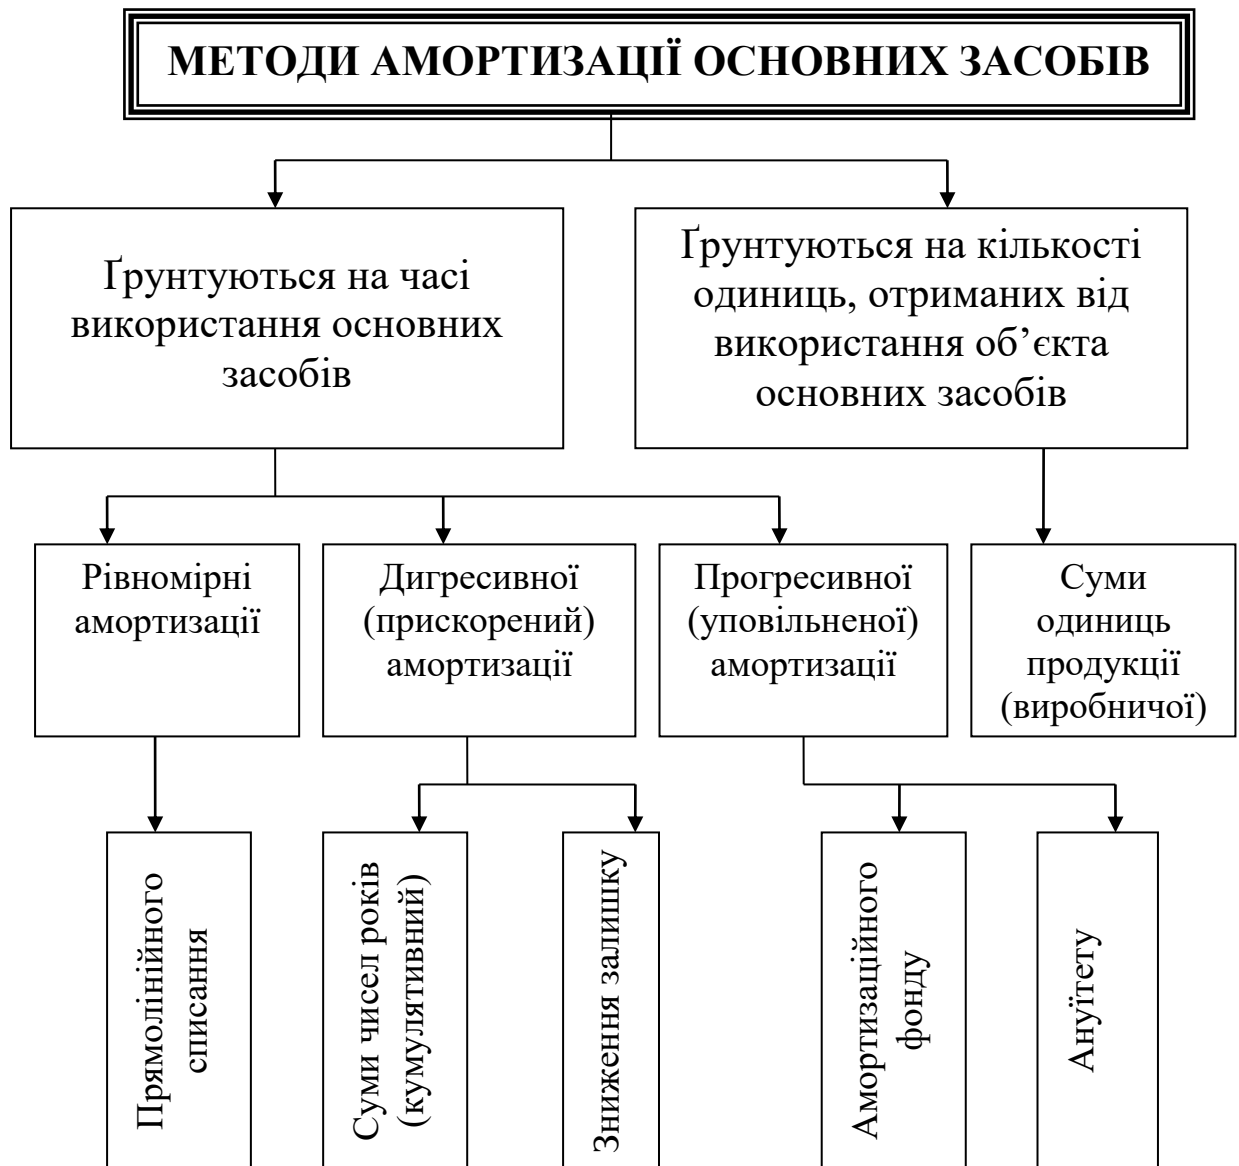 МЕТОДИ АМОРТИЗАЦІЇ ОСНОВНИХ ЗАСОБІВ
Ґрунтуються на часі
використання основних
засобів
Ґрунтуються на кількості
одиниць, отриманих від
використання об’єкта
основних засобів
Рівномірні
амортизації
Дигресивної
(прискорений)
амортизації
Прогресивної
(уповільненої)
амортизації
Суми
одиниць
продукції
(виробничої)
Прямолінійного
списання
Суми чисел років
(кумулятивний)
Зниження залишку
Амортизаційного
фонду
Ануїтету